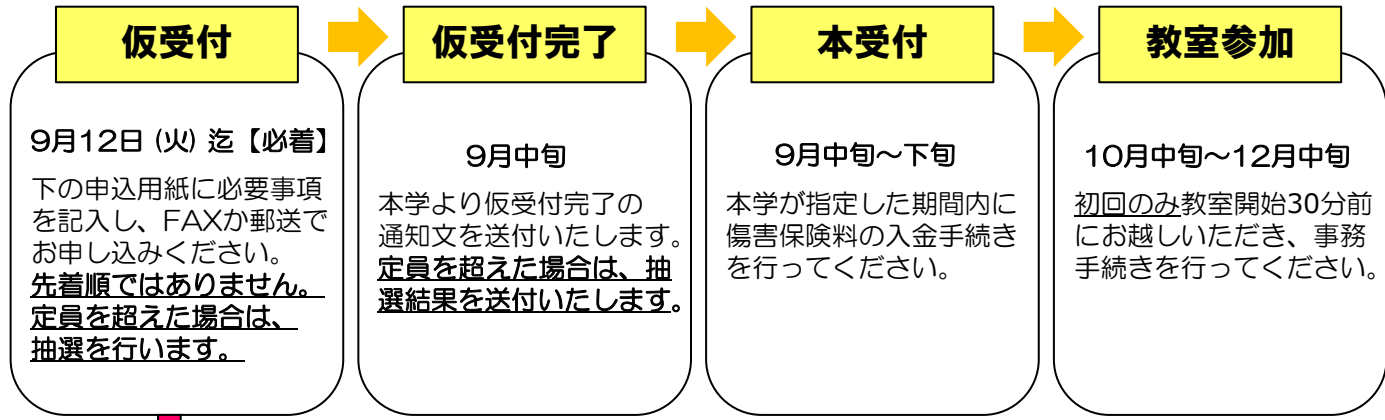 仮受付
9月12日 (火) 迄【必着】
下の申込用紙に必要事項
を記入し、FAXか郵送で
お申し込みください。
先着順ではありません。
定員を超えた場合は、
抽選を行います。
仮受付完了
9月中旬
本学より仮受付完了の
通知文を送付いたします。
定員を超えた場合は、抽
選結果を送付いたします。
本受付
9月中旬～下旬
本学が指定した期間内に
傷害保険料の入金手続き
を行ってください。
教室参加
10月中旬～12月中旬
初回のみ教室開始30分前
にお越しいただき、事務
手続きを行ってください。